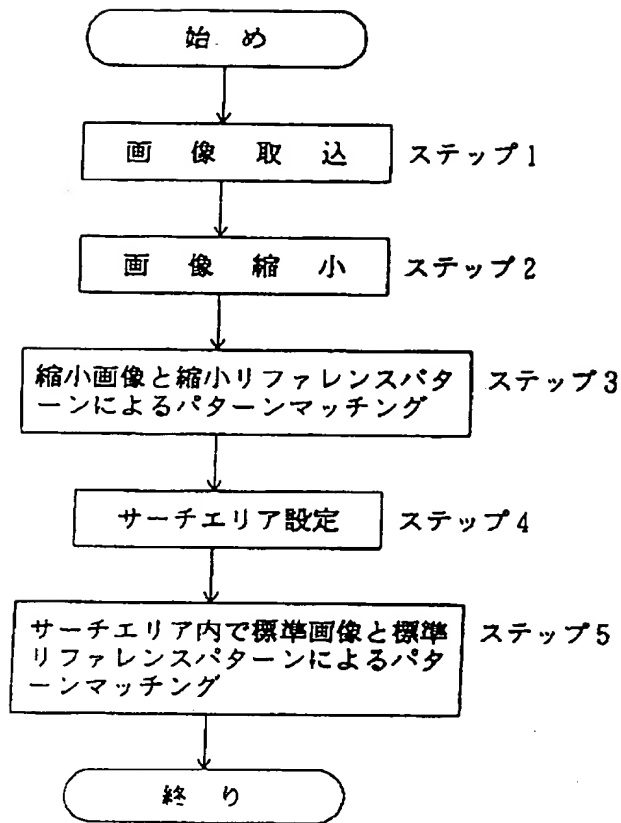 始め
画像取込 ステップ1
画像縮小 ステップ2
縮小画像と縮小リファレンスパタ ステップ3
ーンによるパターンマッチング
サーチエリア設定 ステップ4
サーチエリア内で標準画像と標準 ステップ5
リファレンスパターンによるパタ
ーンマッチング
終り